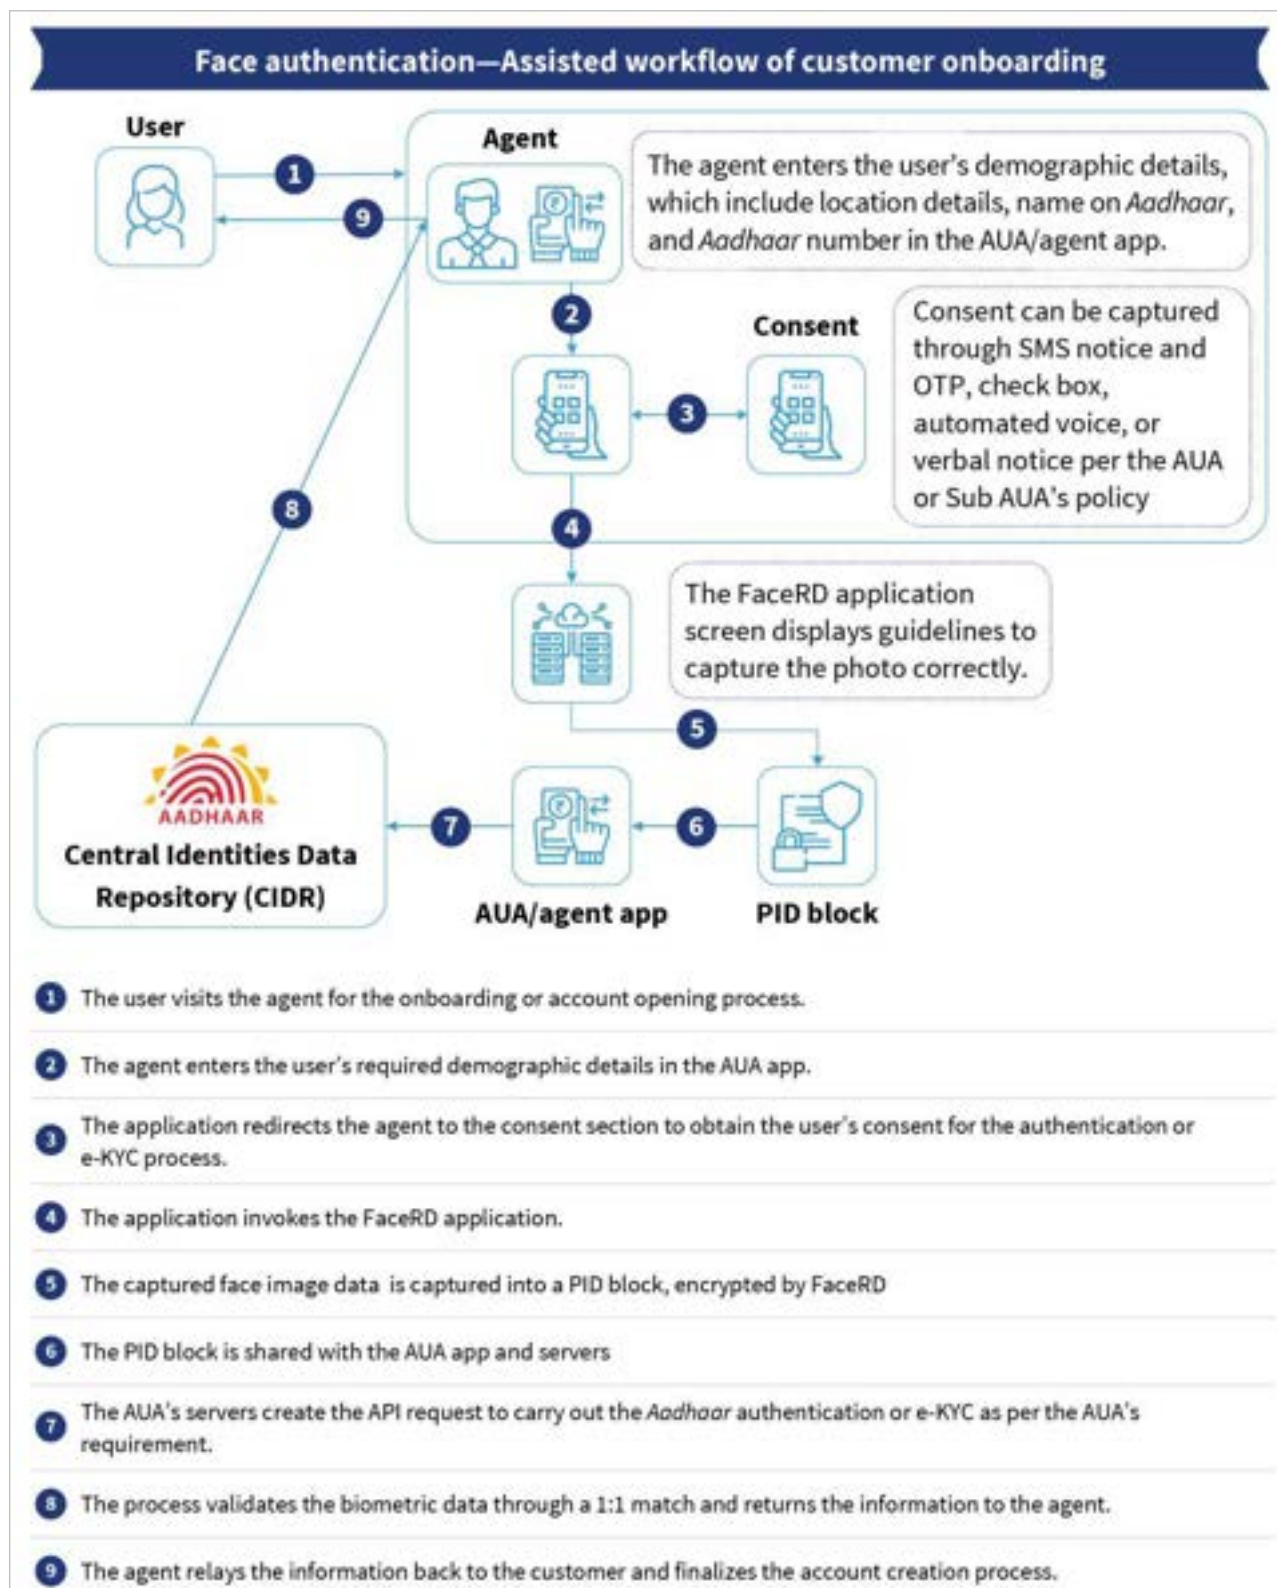 Face authentication—Assisted workflow of customer onboarding
User
Agent
The agent enters the user's demographic details,
which include location details, name on Aadhaar,
and Aadhaar number in the AUA/agent app.
1
9
2
Consent
Consent can be captured
through SMS notice and
OTP, check box,
automated voice, or
verbal notice per the AUA
or Sub AUA's policy
3
8
4
The FaceRD application
screen displays guidelines to
capture the photo correctly.
5
AADHAAR
Central Identities Data
Repository (CIDR)
7
6
AUA/agent app
PID block
1 The user visits the agent for the onboarding or account opening process.
2 The agent enters the user's required demographic details in the AUA app.
3 The application redirects the agent to the consent section to obtain the user's consent for the authentication or
e-KYC process.
4 The application invokes the FaceRD application.
5 The captured face image data is captured into a PID block, encrypted by FaceRD
6 The PID block is shared with the AUA app and servers
7 The AUA's servers create the API request to carry out the Aadhaar authentication or e-KYC as per the AUA's
requirement.
8 The process validates the biometric data through a 1:1 match and returns the information to the agent.
9 The agent relays the information back to the customer and finalizes the account creation process.